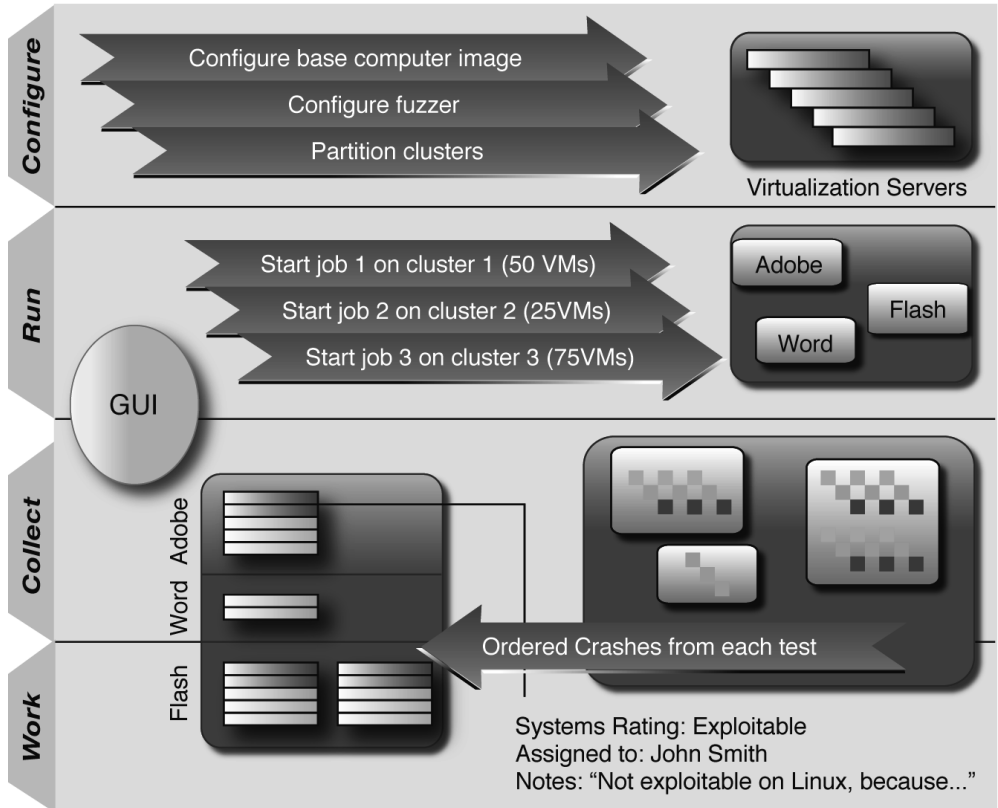 Configure
Configure base computer image
Configure fuzzer
Partition clusters
Virtualization Servers
Run
Start job 1 on cluster 1 (50 VMs)
Start job 2 on cluster 2 (25VMs)
Start job 3 on cluster 3 (75VMs)
Adobe
Flash
Word
GUI
Collect
Adobe
Word
Flash
Ordered Crashes from each test
Work
Systems Rating: Exploitable
Assigned to: John Smith
Notes: “Not exploitable on Linux, because...”